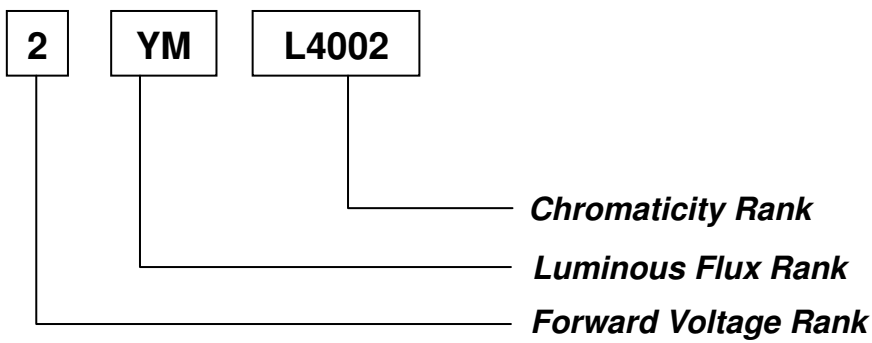 2 YM L4002
Chromaticity Rank
Luminous Flux Rank
Forward Voltage Rank